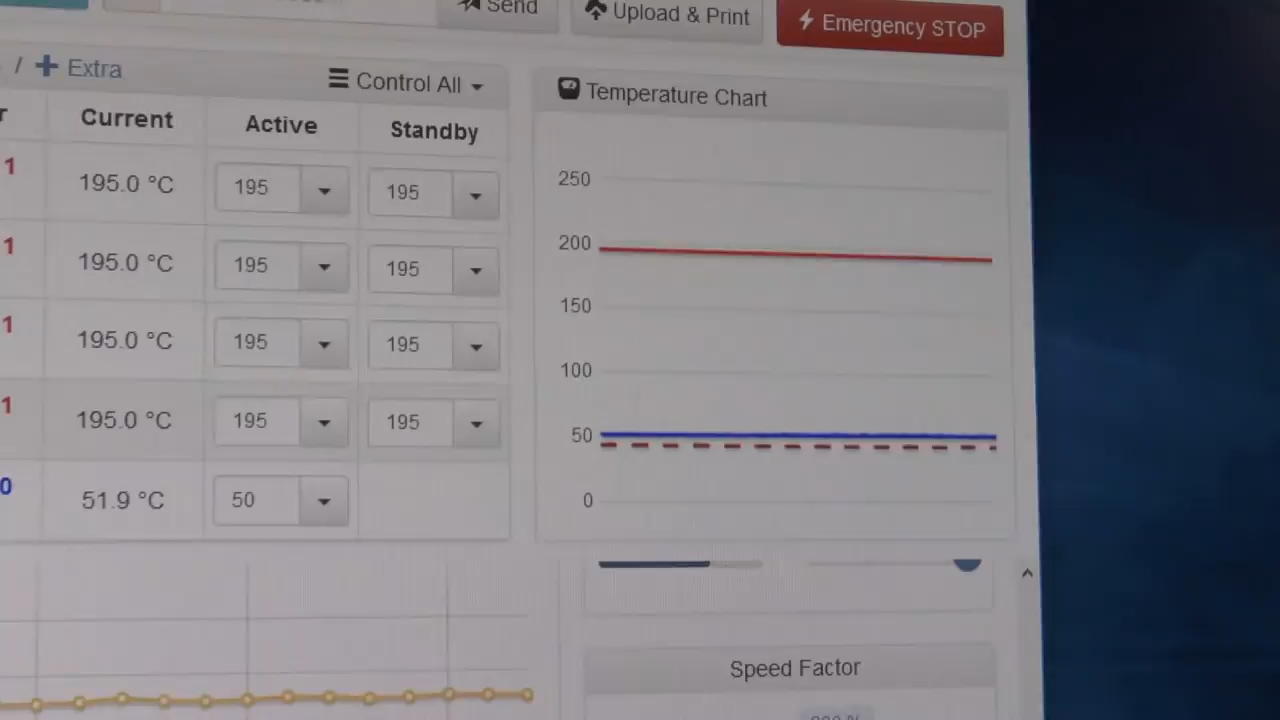 Send
Upload & Print
Emergency STOP
/ + Extra
Control All
Temperature Chart
Current
Active
Standby
1
195.0 °C
195
195
1
195.0 °C
195
195
1
195.0 °C
195
195
1
195.0 °C
195
195
0
51.9 °C
50
250
200
150
100
50
0
Speed Factor